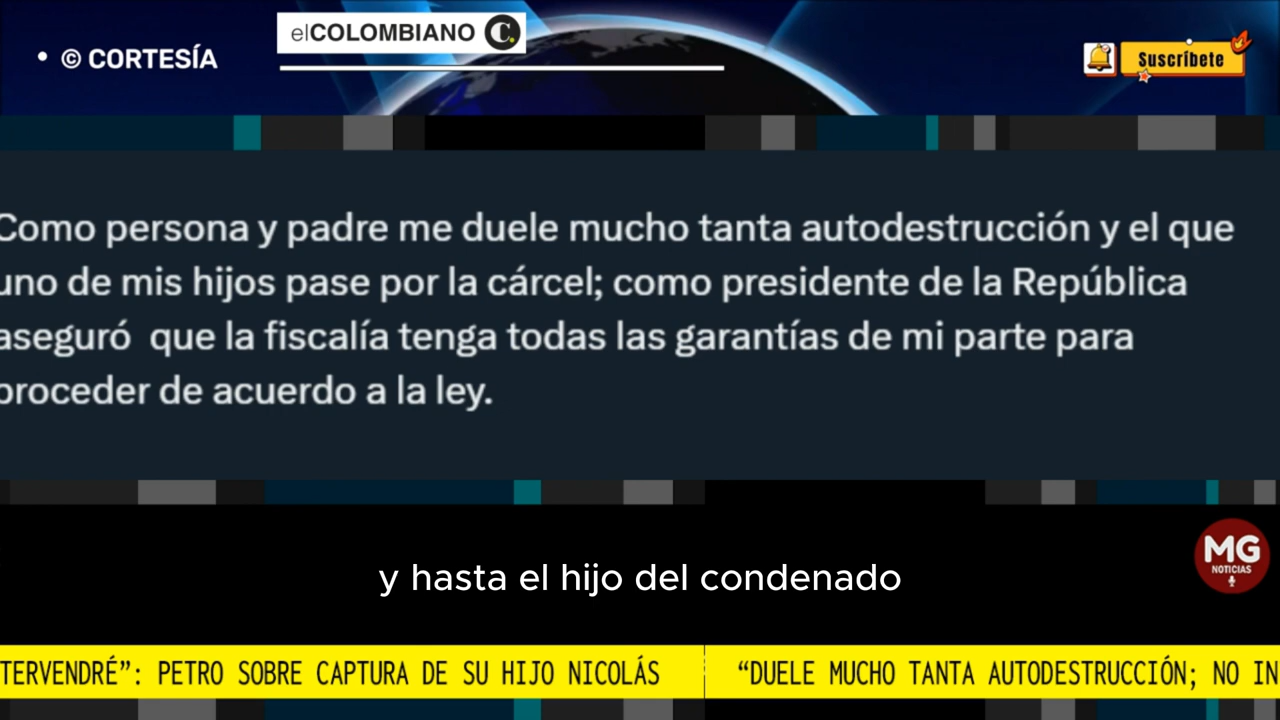 © CORTESÍA
elCOLOMBIANO C
Suscríbete
Como persona y padre me duele mucho tanta autodestrucción y el que
uno de mis hijos pase por la cárcel; como presidente de la República
aseguró que la fiscalía tenga todas las garantías de mi parte para
proceder de acuerdo a la ley.
MG
NOTICIAS
y hasta el hijo del condenado
TERVENDRÉ”: PETRO SOBRE CAPTURA DE SU HIJO NICOLÁS “DUELE MUCHO TANTA AUTODESTRUCCIÓN; NO IN